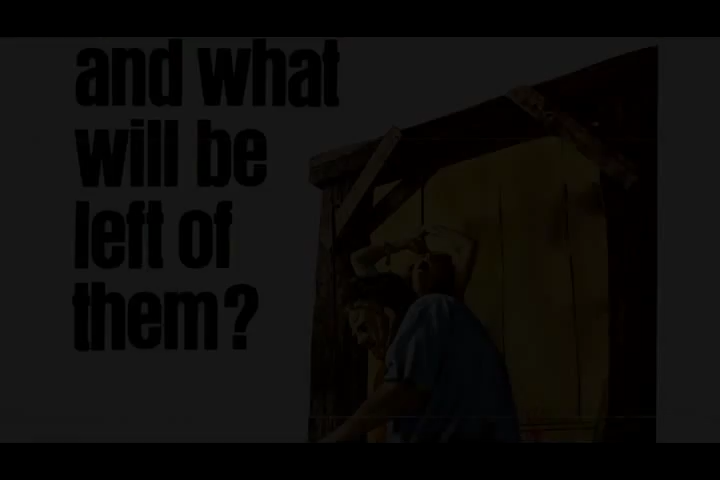 and what
will be
left of
them?